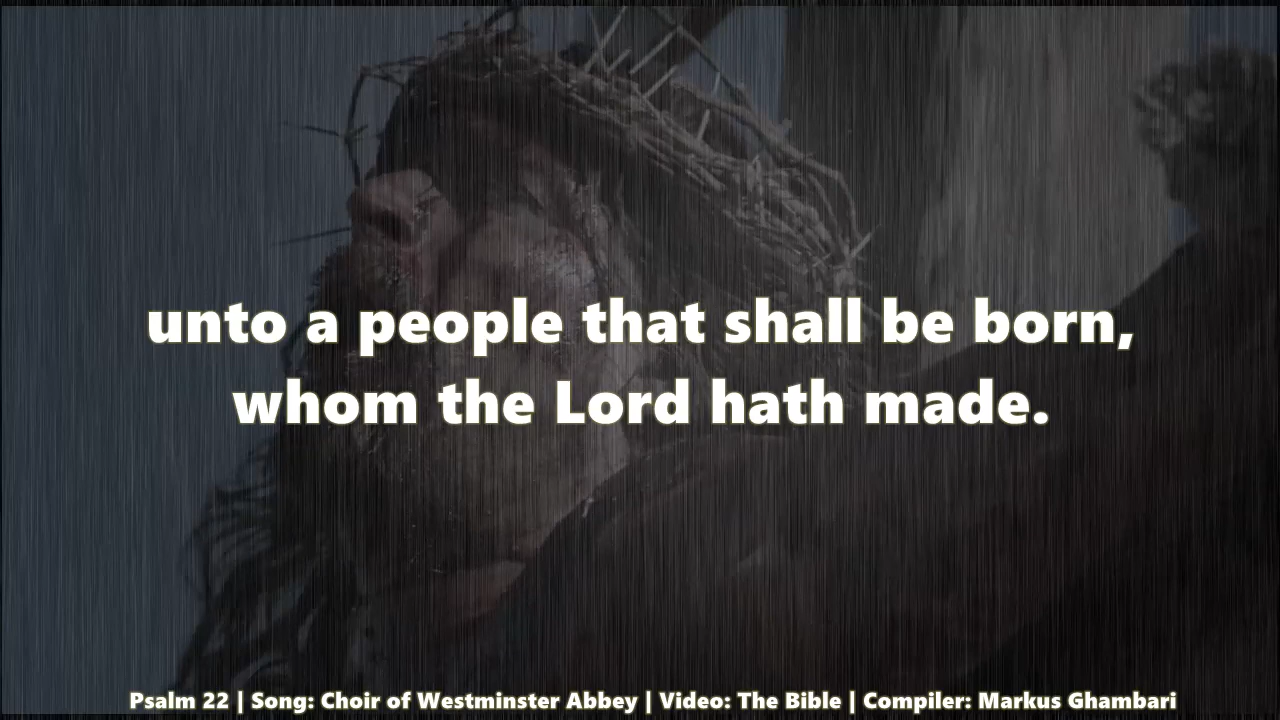 unto a people that shall be born,
whom the Lord hath made.
Psalm 22 | Song: Choir of Westminster Abbey | Video: The Bible | Compiler: Markus Ghambari